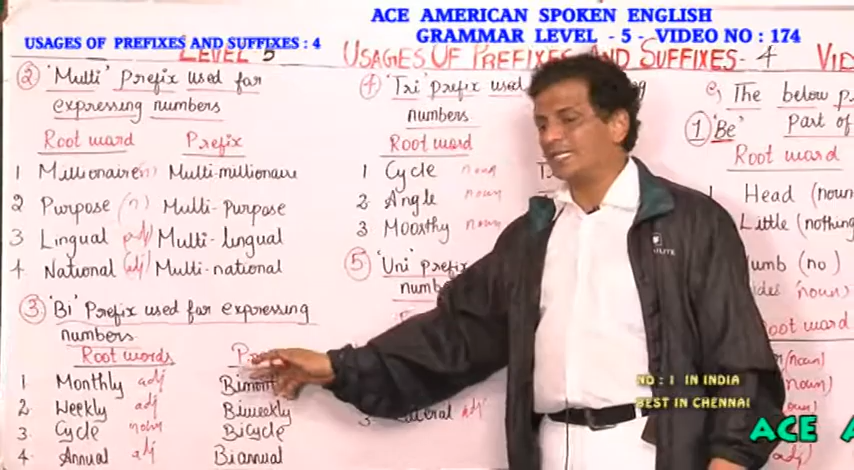 ACE AMERICAN SPOKEN ENGLISH
GRAMMAR LEVEL - 5 - VIDEO NO : 174
USAGES OF PREFIXES AND SUFFIXES : 4
LEVEL 5
USAGES OF PREFIXES AND SUFFIXES - 4
② 'Multi' Prefix used for
expressing numbers
Root word Prefix
1 Millionaire (n) Multi-millionaire
2 Purpose (n) Multi-Purpose
3 Lingual adj Multi-lingual
4 National (adj) Multi-national
③ 'Bi' Prefix used for expressing
numbers
Root words
1 Monthly adj
2 Weekly adj Biweekly
3 Cycle noun BiCycle
4. Annual adj Biannual
④ 'Tri' prefix used
numbers
Root word
1 Cycle noun
2 Angle noun
3 Moorthy noun
⑤ 'Uni' prefix
e) The below
① 'Be' Part of
Root word
Head (noun
Little (nothing
(no)
noun)
Root word
(noun)
NO : 1 IN INDIA
BEST IN CHENNAI
ACE